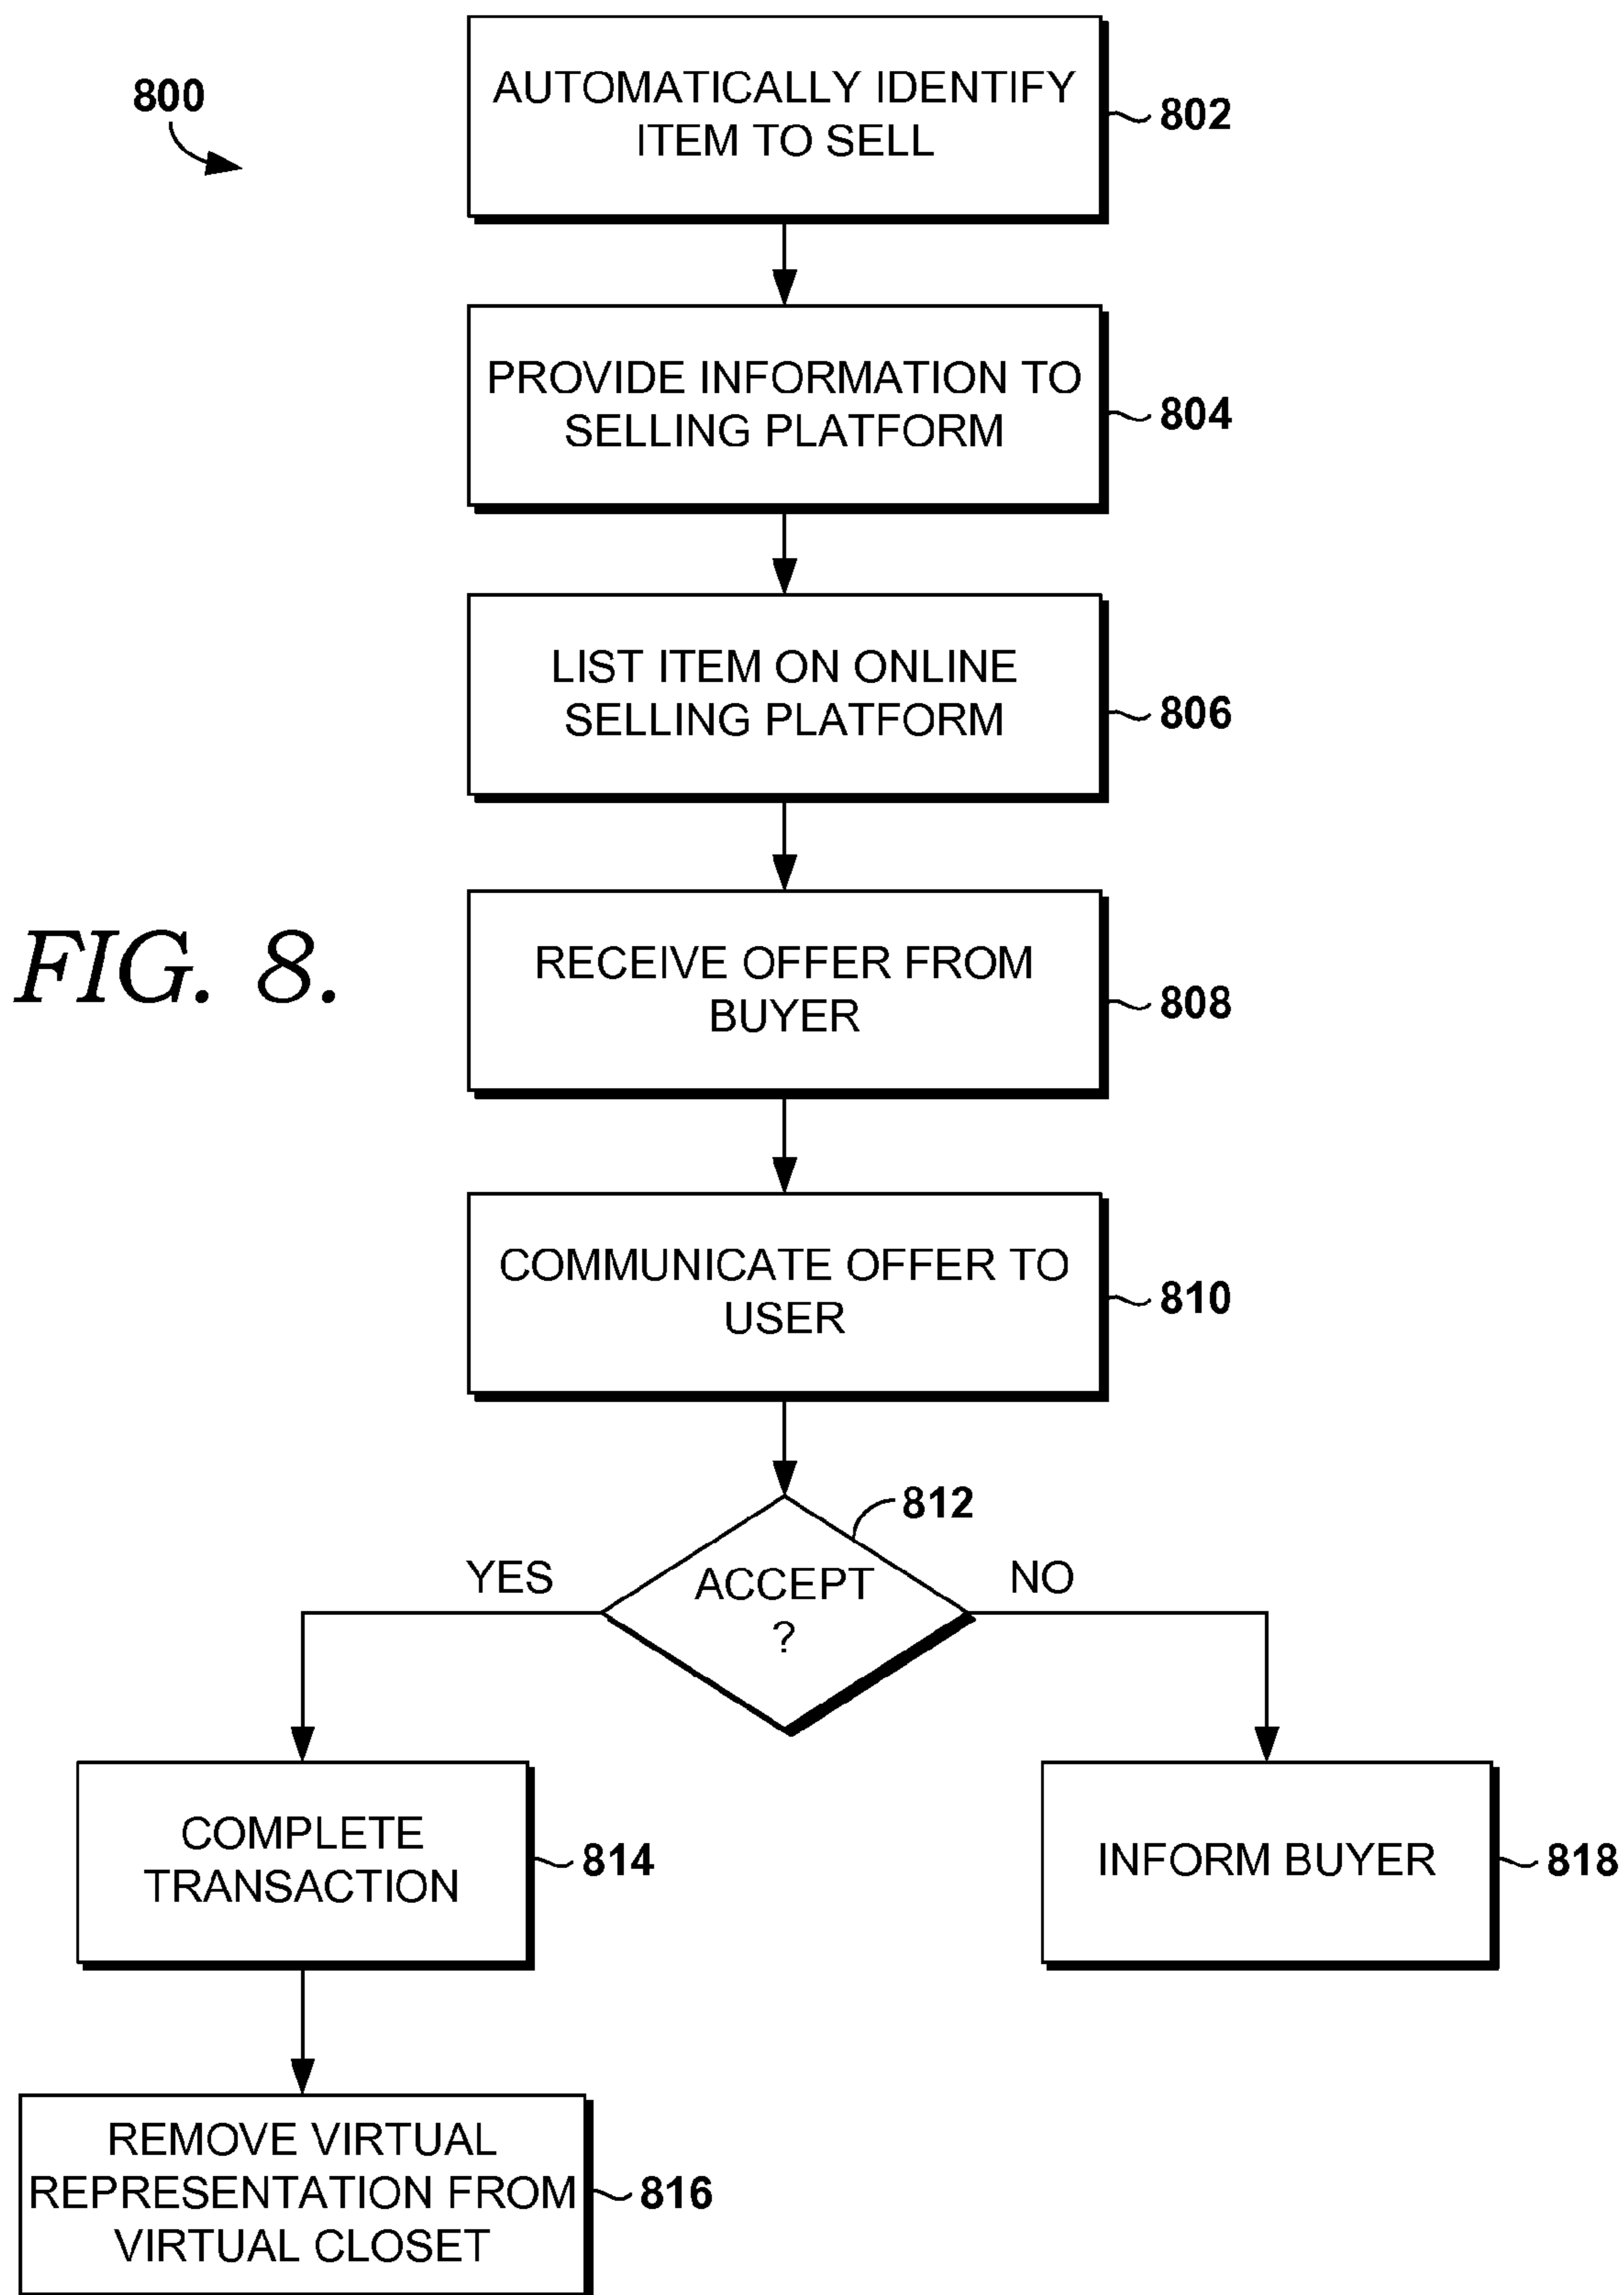 800
AUTOMATICALLY IDENTIFY
ITEM TO SELL
802
PROVIDE INFORMATION TO
SELLING PLATFORM
804
LIST ITEM ON ONLINE
SELLING PLATFORM
806
FIG. 8.
RECEIVE OFFER FROM
BUYER
808
COMMUNICATE OFFER TO
USER
810
812
YES
ACCEPT
?
NO
COMPLETE
TRANSACTION
814
INFORM BUYER
818
REMOVE VIRTUAL
REPRESENTATION FROM
VIRTUAL CLOSET
816